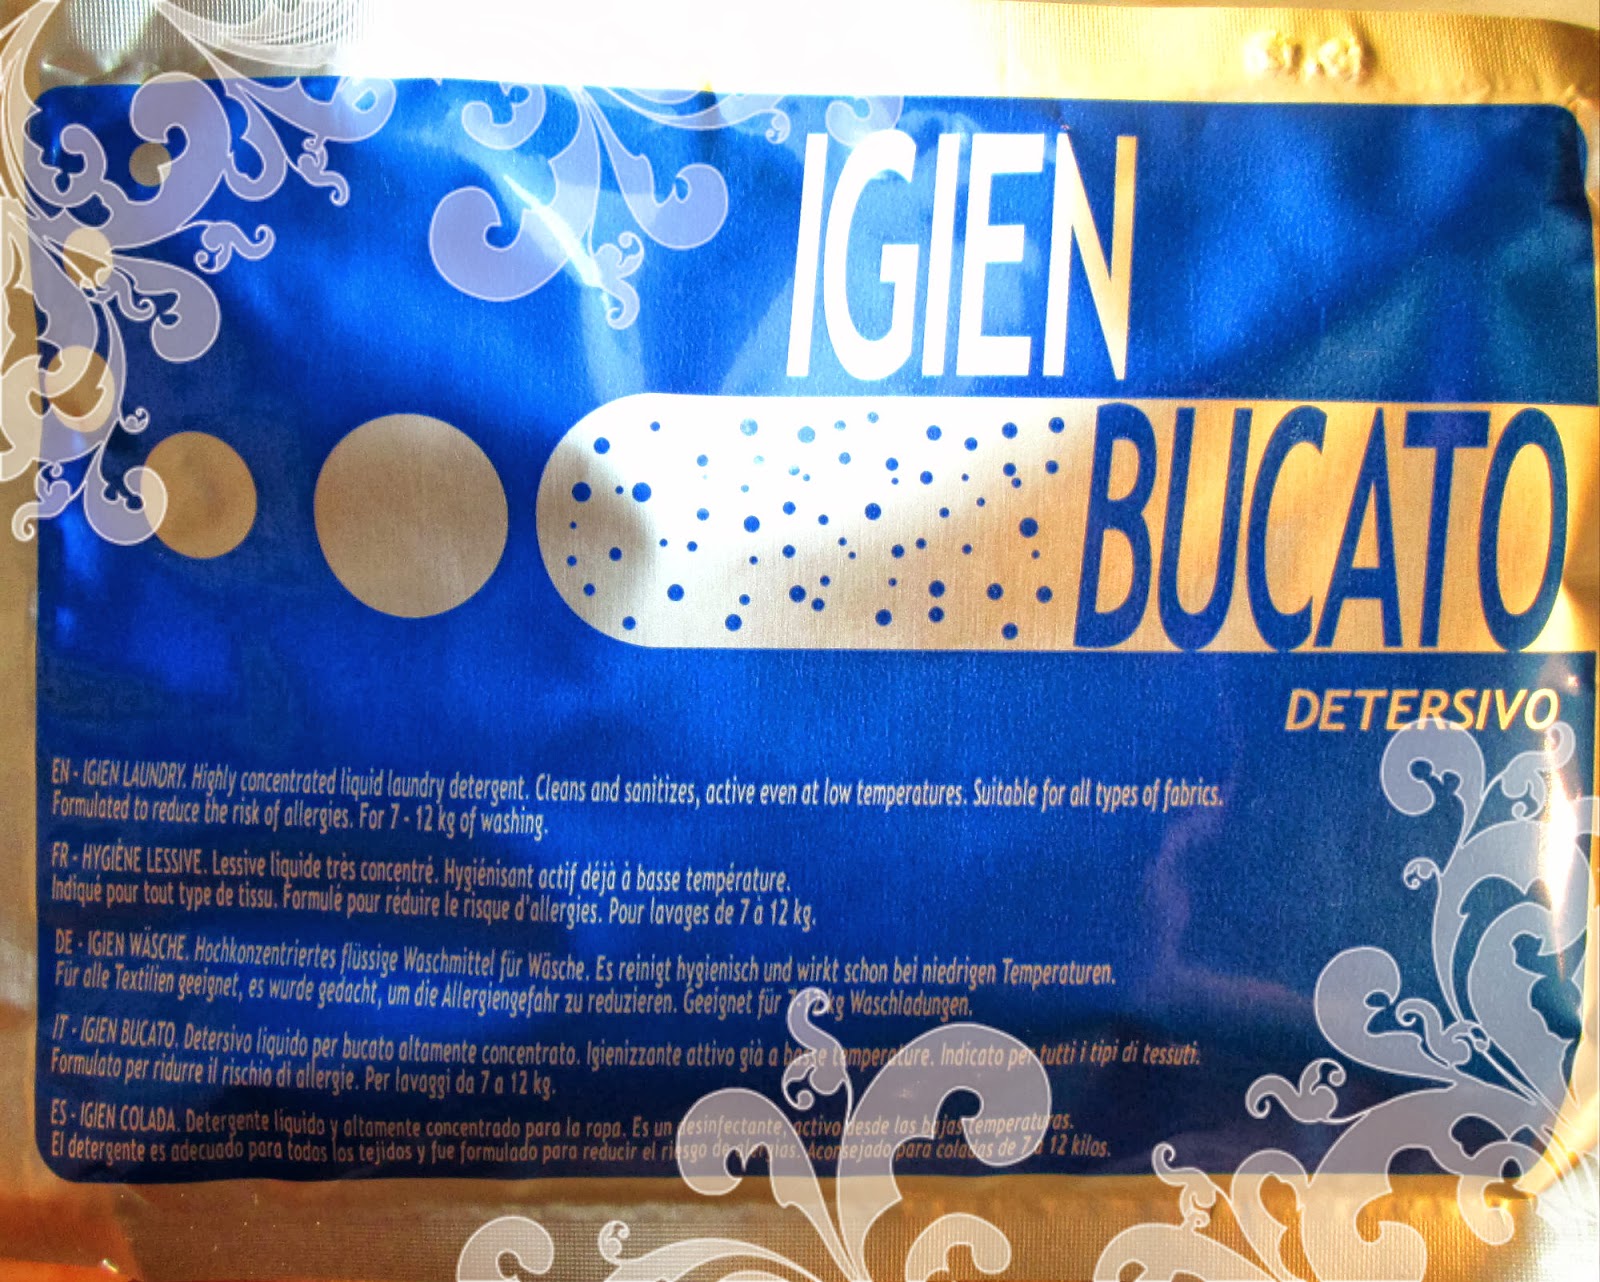 IGIEN
BUCATO
DETERSIVO
EN - IGIEN LAUNDRY. Highly concentrated liquid laundry detergent. Cleans and sanitizes, active even at low temperatures. Suitable for all types of fabrics.
Formulated to reduce the risk of allergies. For 7 - 12 kg of washing.
FR - HYGIÈNE LESSIVE. Lessive liquide très concentré. Hygiénisant actif déjà à basse température.
Indiqué pour tout type de tissu. Formulé pour réduire le risque d'allergies. Pour lavages de 7 à 12 kg.
DE - IGIEN WÄSCHE. Hochkonzentriertes flüssige Waschmittel für Wäsche. Es reinigt hygienisch und wirkt schon bei niedrigen Temperaturen.
Für alle Textilien geeignet, es wurde gedacht, um die Allergiengefahr zu reduzieren. Geeignet für 7-12 kg Waschladungen.
IT - IGIEN BUCATO. Detersivo liquido per bucato altamente concentrato. Igienizzante attivo già a basse temperature. Indicato per tutti i tipi di tessuti.
Formulato per ridurre il rischio di allergie. Per lavaggi da 7 a 12 kg.
ES - IGIEN COLADA. Detergente líquido y altamente concentrado para la ropa. Es un desinfectante, activo desde las bajas temperaturas.
El detergente es adecuado para todos los tejidos y fue formulado para reducir el riesgo de alergias. Aconsejado para coladas de 7 a 12 kilos.